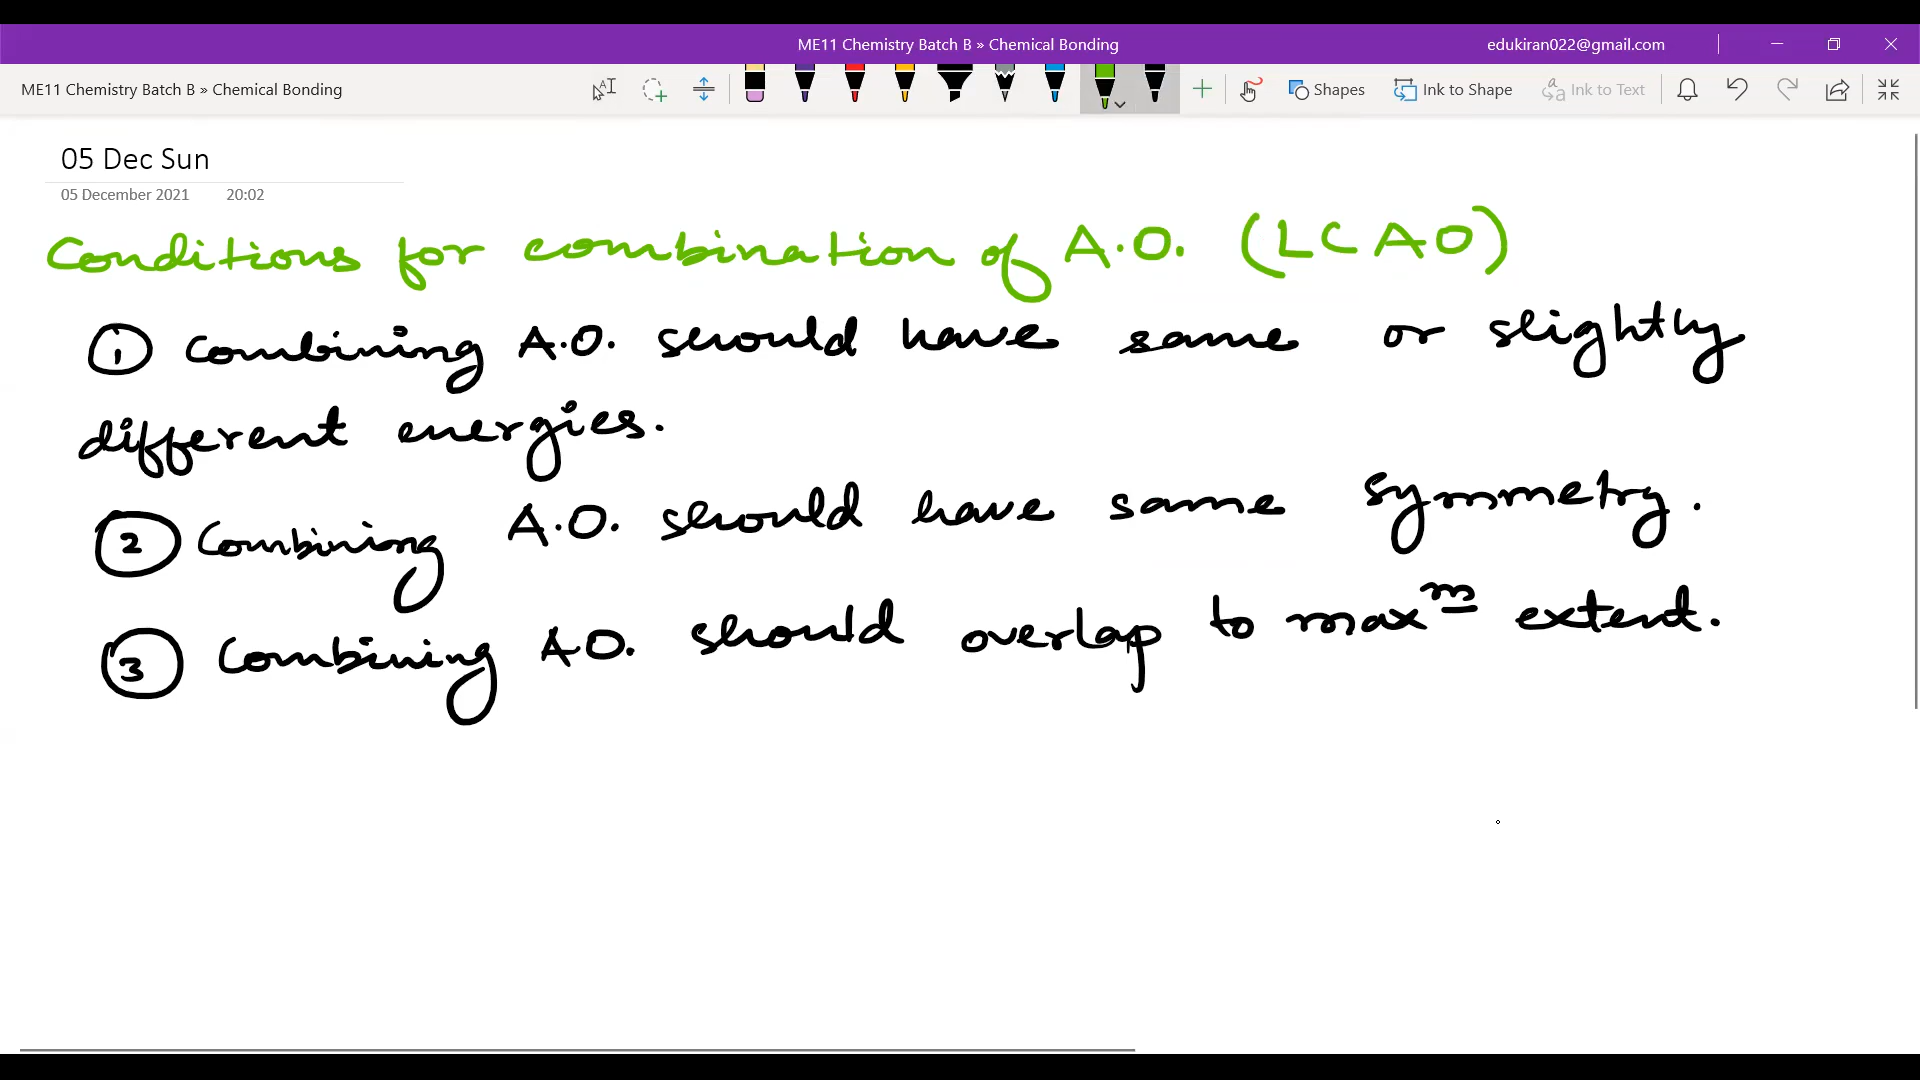 ME11 Chemistry Batch B » Chemical Bonding
edukiran022@gmail.com
ME11 Chemistry Batch B » Chemical Bonding
Shapes
Ink to Shape
Ink to Text
05 Dec Sun
05 December 2021 20:02
Conditions for combination of A.O. (LCAO)
① Combining A.O. should have same or slightly
different energies.
② Combining A.O. should have same symmetry.
③ Combining A.O. should overlap to maxᵐ extent.